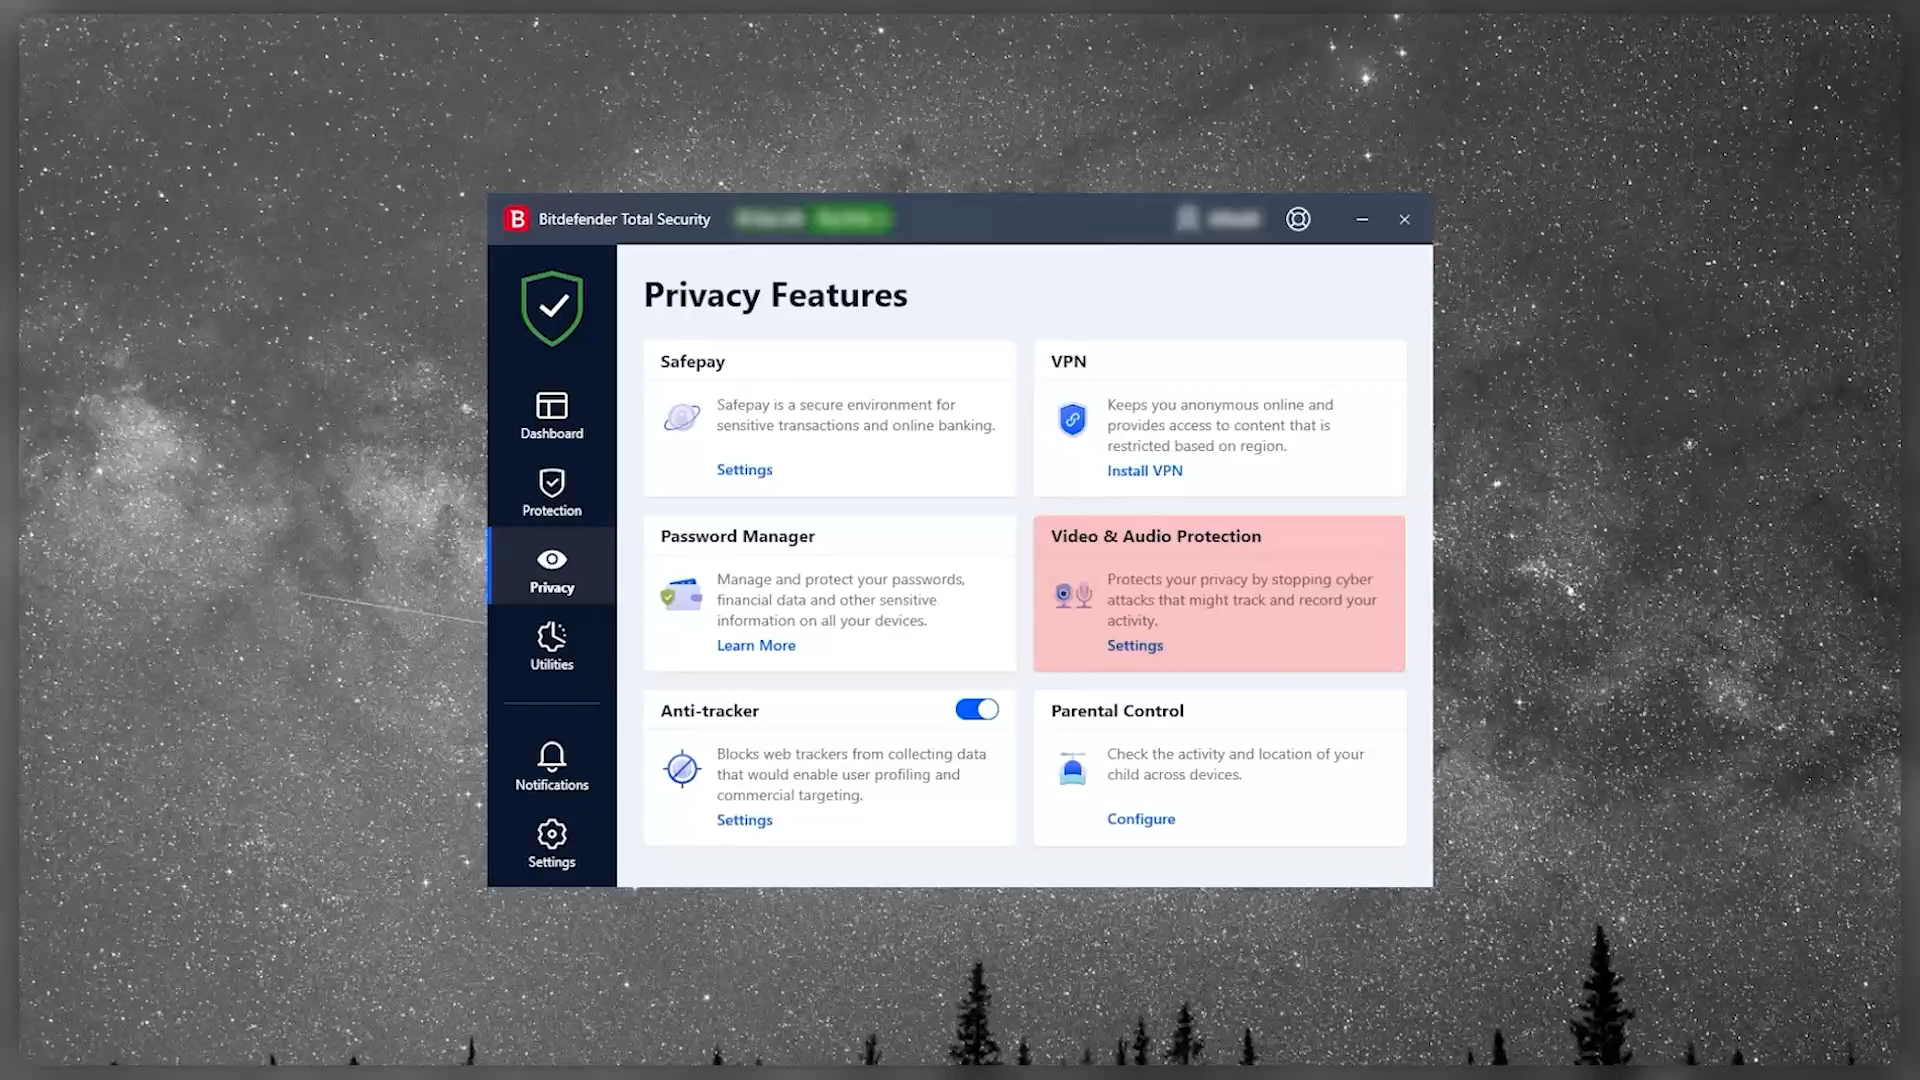 B Bitdefender Total Security
Privacy Features
Dashboard
Protection
Privacy
Utilities
Notifications
Settings
Safepay
Safepay is a secure environment for
sensitive transactions and online banking.
Settings
VPN
Keeps you anonymous online and
provides access to content that is
restricted based on region.
Install VPN
Password Manager
Manage and protect your passwords,
financial data and other sensitive
information on all your devices.
Learn More
Video & Audio Protection
Protects your privacy by stopping cyber
attacks that might track and record your
activity.
Settings
Anti-tracker
Blocks web trackers from collecting data
that would enable user profiling and
commercial targeting.
Settings
Parental Control
Check the activity and location of your
child across devices.
Configure